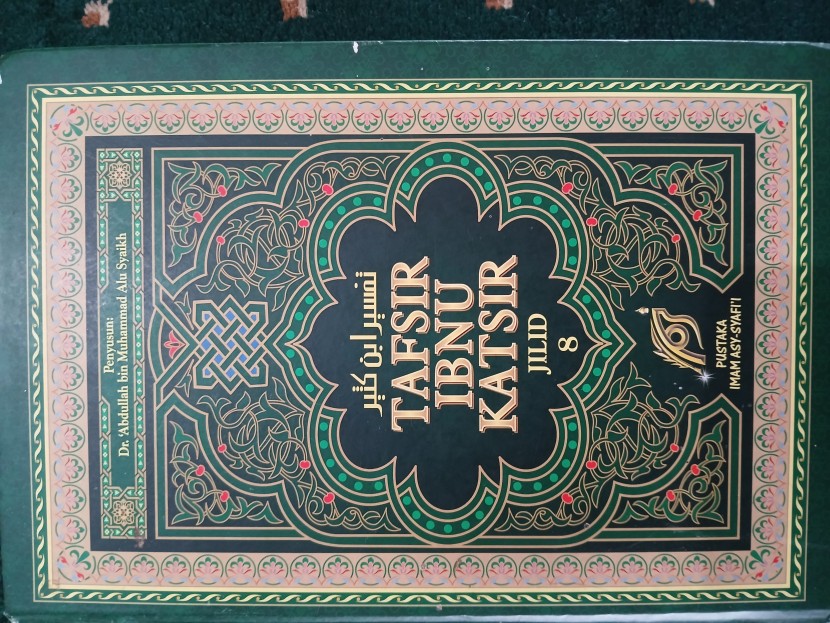 Penyusun:
Dr. 'Abdullah bin Muhammad Alu Syaikh
تفسير ابن كثير
TAFSIR
IBNU
KATSIR
JILID
8
PUSTAKA
IMAM ASY-SYAFI'I